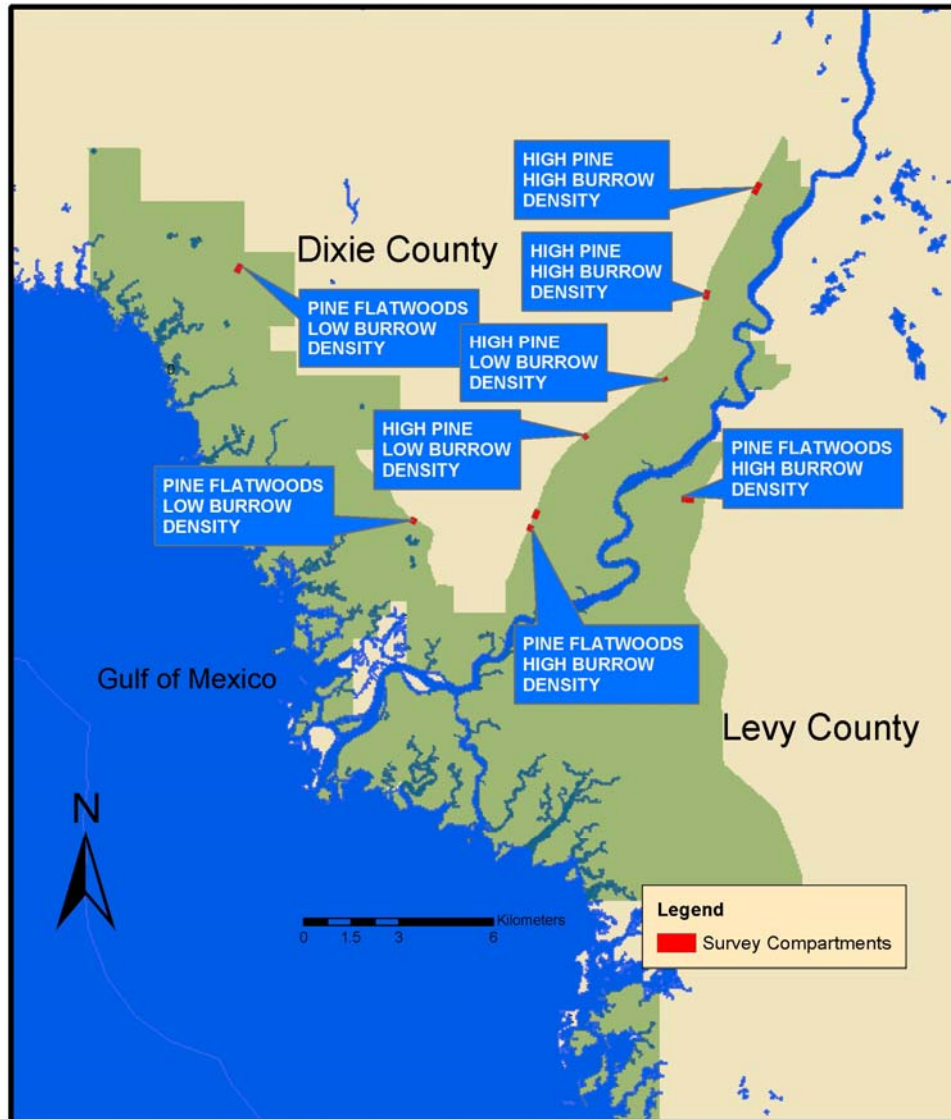 HIGH PINE
HIGH BURROW
DENSITY
Dixie County
HIGH PINE
HIGH BURROW
DENSITY
PINE FLATWOODS
LOW BURROW
DENSITY
HIGH PINE
LOW BURROW
DENSITY
HIGH PINE
LOW BURROW
DENSITY
PINE FLATWOODS
HIGH BURROW
DENSITY
PINE FLATWOODS
LOW BURROW
DENSITY
PINE FLATWOODS
HIGH BURROW
DENSITY
Gulf of Mexico
Levy County
N
Kilometers
0 1.5 3 6
Legend
Survey Compartments